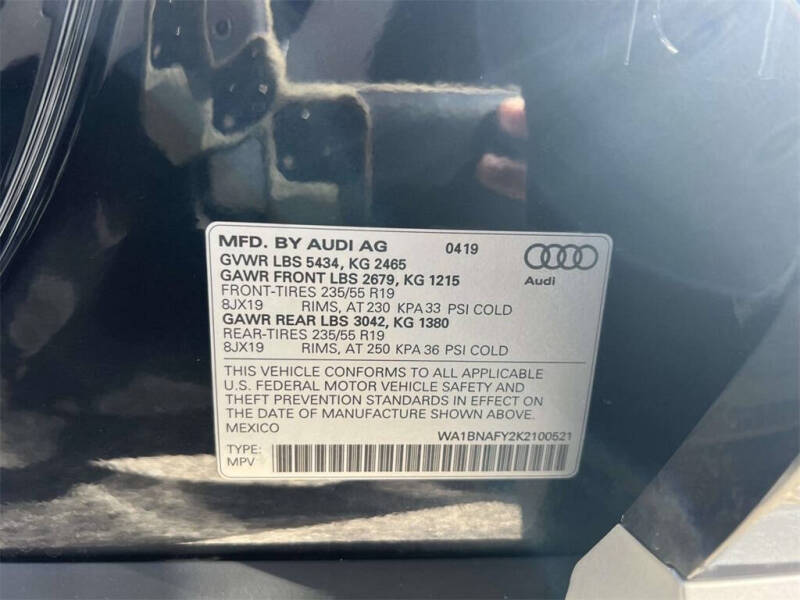 MFD. BY AUDI AG 0419
GVWR LBS 5434, KG 2465
GAWR FRONT LBS 2679, KG 1215
FRONT-TIRES 235/55 R19
8JX19 RIMS, AT 230 KPA 33 PSI COLD
GAWR REAR LBS 3042, KG 1380
REAR-TIRES 235/55 R19
8JX19 RIMS, AT 250 KPA 36 PSI COLD
Audi
THIS VEHICLE CONFORMS TO ALL APPLICABLE
U.S. FEDERAL MOTOR VEHICLE SAFETY AND
THEFT PREVENTION STANDARDS IN EFFECT ON
THE DATE OF MANUFACTURE SHOWN ABOVE.
MEXICO WA1BNAFY2K2100521
TYPE:
MPV